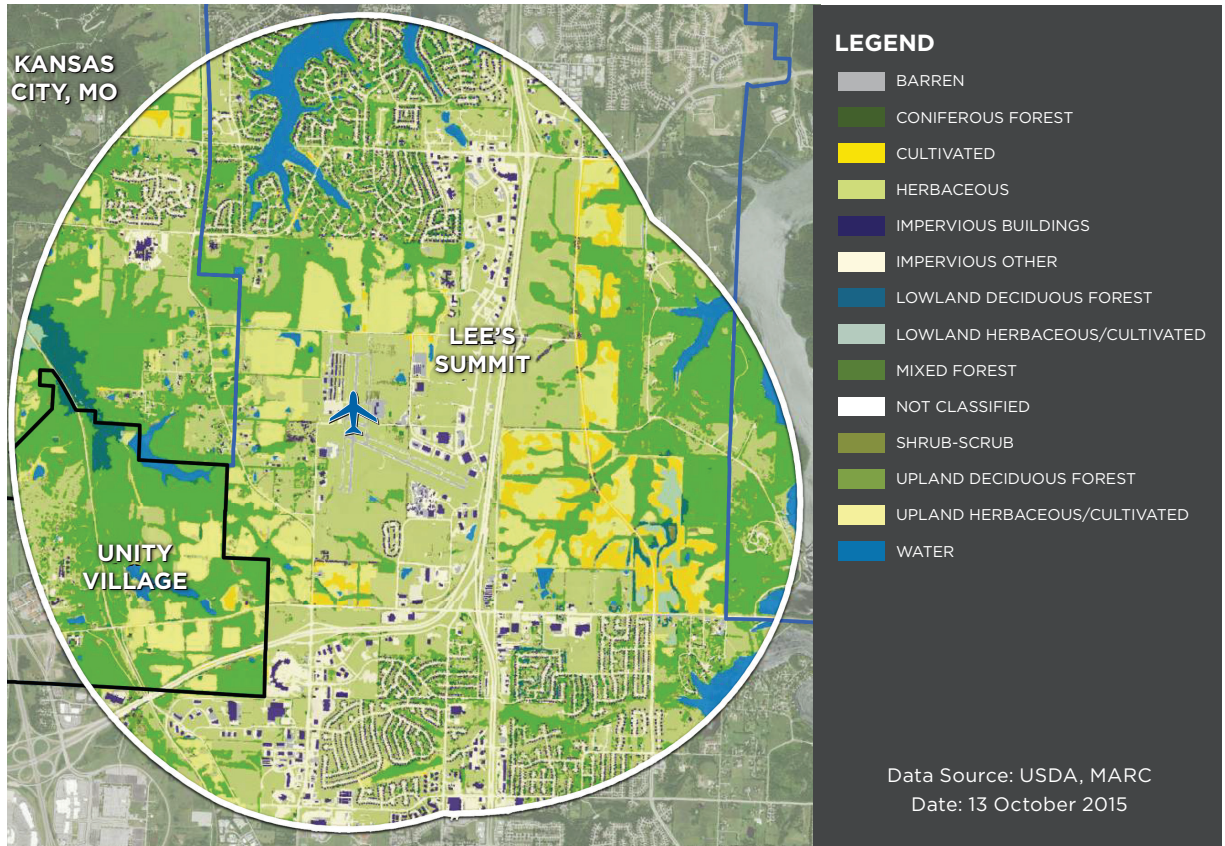 KANSAS
CITY, MO
LEE'S
SUMMIT
UNITY
VILLAGE
LEGEND
BARREN
CONIFEROUS FOREST
CULTIVATED
HERBACEOUS
IMPERVIOUS BUILDINGS
IMPERVIOUS OTHER
LOWLAND DECIDUOUS FOREST
LOWLAND HERBACEOUS/CULTIVATED
MIXED FOREST
NOT CLASSIFIED
SHRUB-SCRUB
UPLAND DECIDUOUS FOREST
UPLAND HERBACEOUS/CULTIVATED
WATER
Data Source: USDA, MARC
Date: 13 October 2015